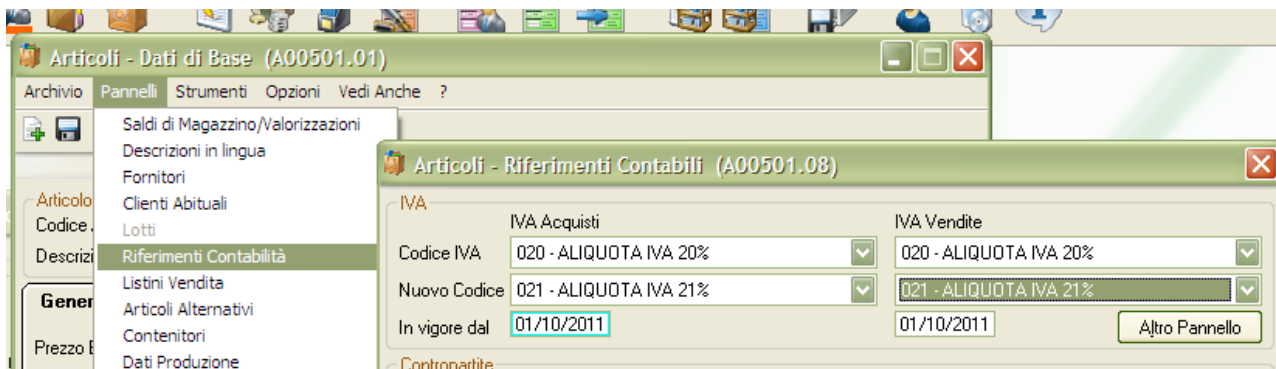 Articoli - Dati di Base (A00501.01)
Archivio Pannelli Strumenti Opzioni Vedi Anche ?
Saldi di Magazzino/Valorizzazioni
Descrizioni in lingua
Fornitori
Clienti Abituali
Lotti
Riferimenti Contabilità
Listini Vendita
Articoli Alternativi
Contenitori
Dati Produzione
Articolo
Codice
Descrizi
Gener
Prezzo
Articoli - Riferimenti Contabili (A00501.08)
IVA
IVA Acquisti IVA Vendite
Codice IVA 020 - ALIQUOTA IVA 20% 020 - ALIQUOTA IVA 20%
Nuovo Codice 021 - ALIQUOTA IVA 21% 021 - ALIQUOTA IVA 21%
In vigore dal 01/10/2011 01/10/2011 Altro Pannello
Contropartite